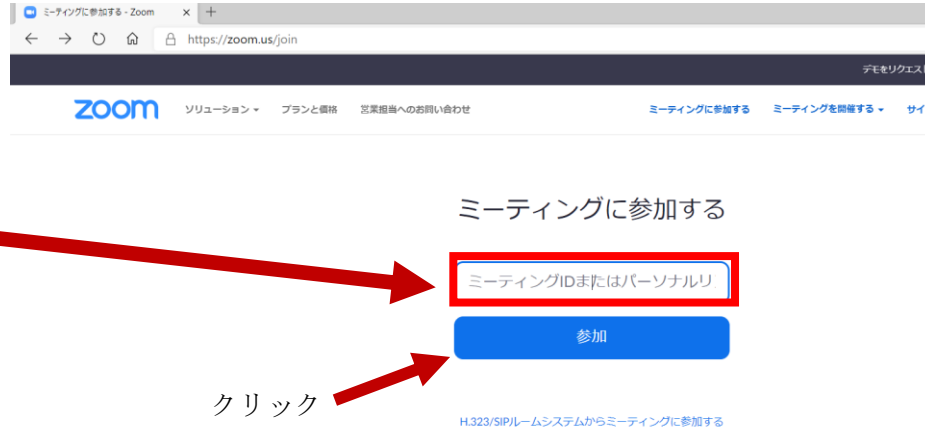 ミーティングに参加する - Zoom
https://zoom.us/join
デモをリクエスト
zoom ソリューション プランと価格 営業担当へのお問い合わせ ミーティングに参加する ミーティングを開催する サイ
ミーティングに参加する
ミーティングIDまたはパーソナルリ
参加
クリック
H.323/SIPルームシステムからミーティングに参加する